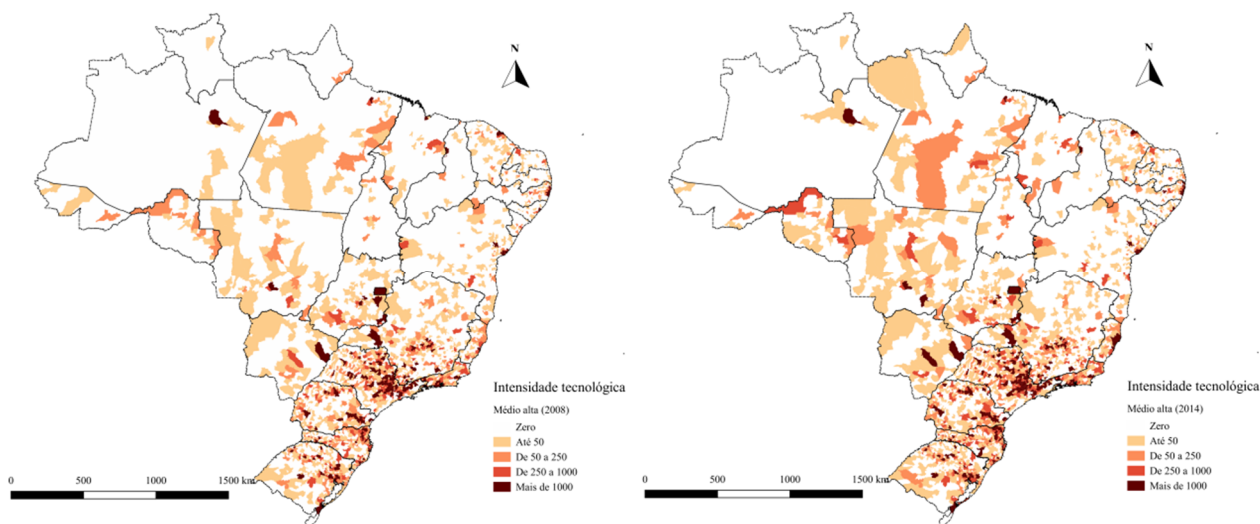 N
Intensidade tecnológica
Médio alta (2008)
Zero
Até 50
De 50 a 250
De 250 a 1000
Mais de 1000
0 500 1000 1500 km
N
Intensidade tecnológica
Médio alta (2014)
Zero
Até 50
De 50 a 250
De 250 a 1000
Mais de 1000
0 500 1000 1500 km